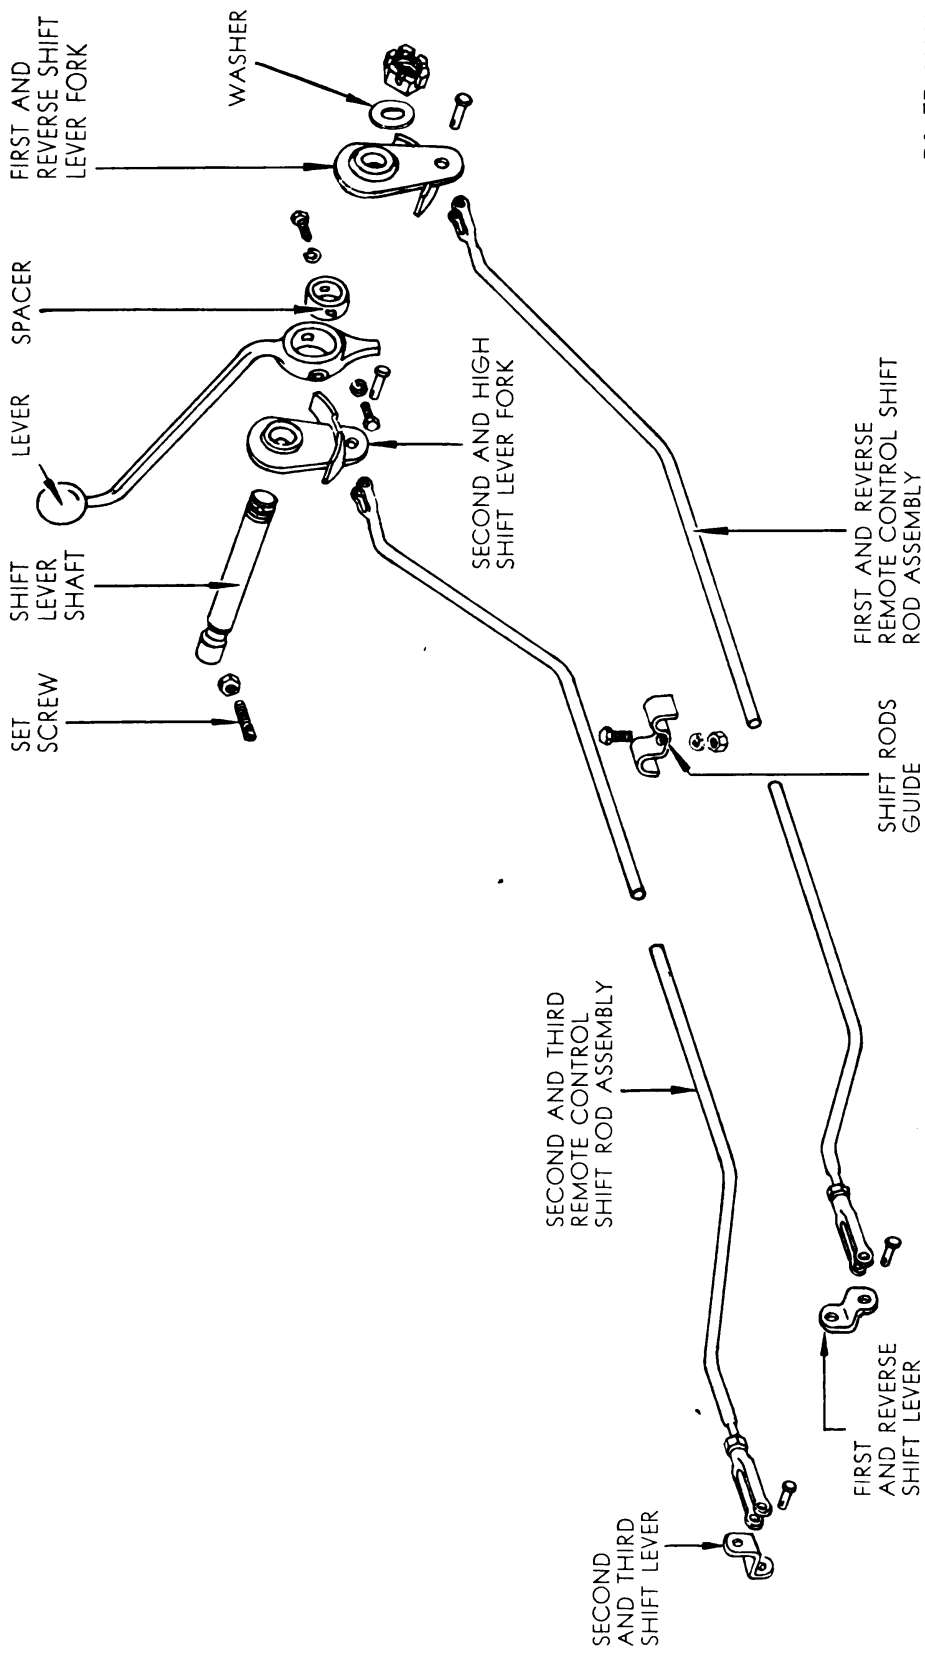 SET
SCREW
SHIFT
LEVER
SHAFT
LEVER
SPACER
FIRST AND
REVERSE SHIFT
LEVER FORK
WASHER
SECOND AND HIGH
SHIFT LEVER FORK
SECOND AND THIRD
REMOTE CONTROL
SHIFT ROD ASSEMBLY
FIRST AND REVERSE
REMOTE CONTROL SHIFT
ROD ASSEMBLY
SHIFT RODS
GUIDE
SECOND
AND THIRD
SHIFT LEVER
FIRST
AND REVERSE
SHIFT LEVER